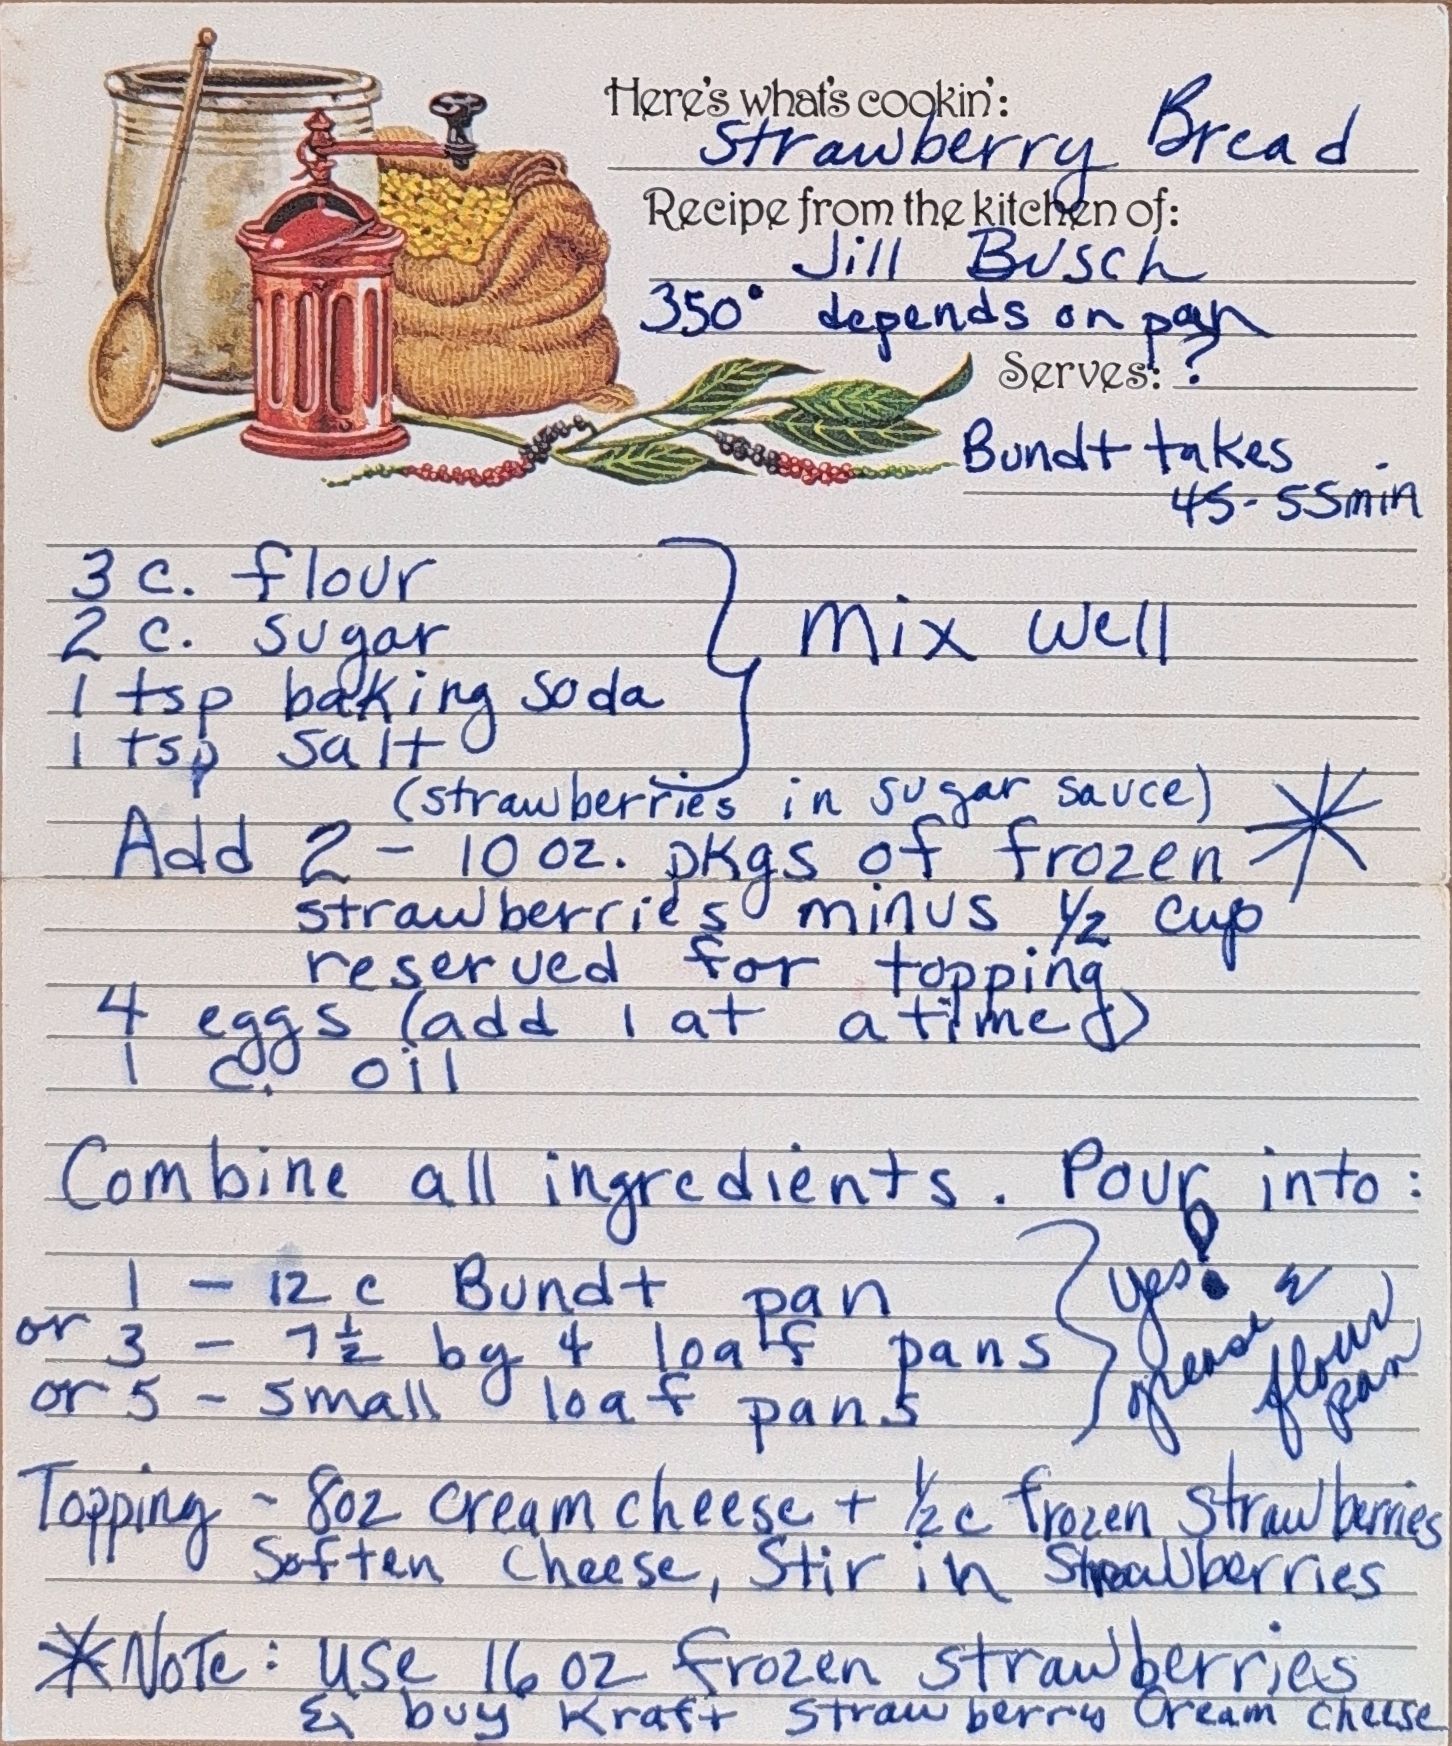 Here's what's cookin':
Strawberry Bread
Recipe from the kitchen of:
Jill Busch
350° depends on pan
Serves: ?
Bundt takes
45-55min
3 c. flour
2 c. sugar
1 tsp baking soda
1 tsp salt
Mix well
(strawberries in sugar sauce)
Add 2 - 10 oz. pkgs of frozen *
strawberries minus 1/2 cup
reserved for topping
4 eggs (add 1 at a time)
1 c. oil
Combine all ingredients. Pour into:
1 - 12 c Bundt pan
or 3 - 7 1/2 by 4 loaf pans
or 5 - small loaf pans
Yes!
grease &
flour
pan
Topping - 8oz cream cheese + 1/2 c frozen strawberries
Soften cheese, Stir in Strawberries
*Note: Use 16 oz frozen strawberries
& buy Kraft strawberry Cream cheese